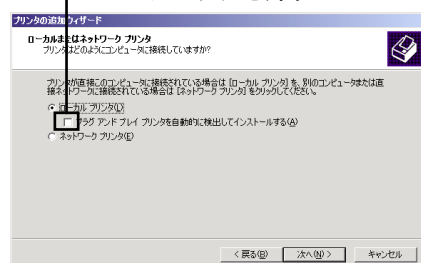 プリンタの追加ウィザード
ローカルまたはネットワーク プリンタ
プリンタはどのようにコンピュータに接続していますか?
プリンタが直接このコンピュータに接続されている場合は [ローカル プリンタ] を、別のコンピュータまたは直
接ネットワークに接続されている場合は [ネットワーク プリンタ] をクリックしてください。
ローカル プリンタ(L)
プラグ アンド プレイ プリンタを自動的に検出してインストールする(A)
ネットワーク プリンタ(E)
< 戻る(B)
次へ(N) >
キャンセル